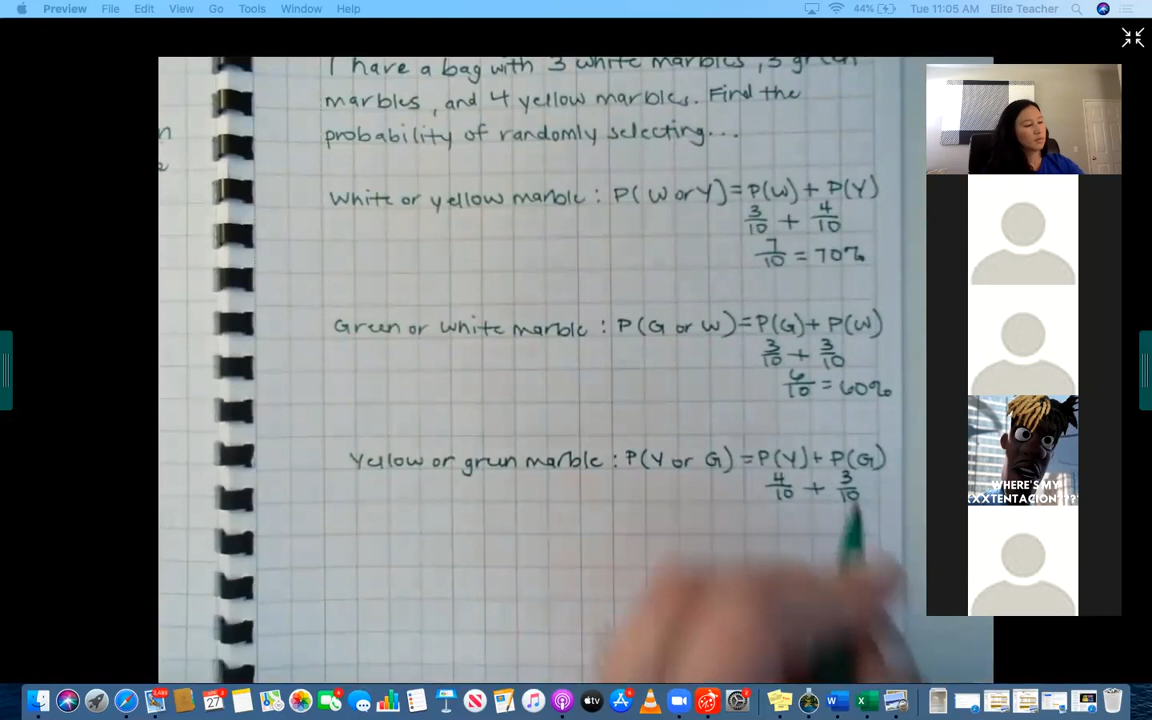 Preview File Edit View Go Tools Window Help 44% Tue 11:05 AM Elite Teacher
I have a bag with 3 white marbles, 3 green
marbles, and 4 yellow marbles. Find the
probability of randomly selecting...
White or yellow marble: P(W or Y) = P(W) + P(Y)
3/10 + 4/10
7/10 = 70%
Green or white marble: P(G or W) = P(G) + P(W)
3/10 + 3/10
6/10 = 60%
Yellow or green marble: P(Y or G) = P(Y) + P(G)
4/10 + 3/10
WHERE'S MY
XXTENTACION???